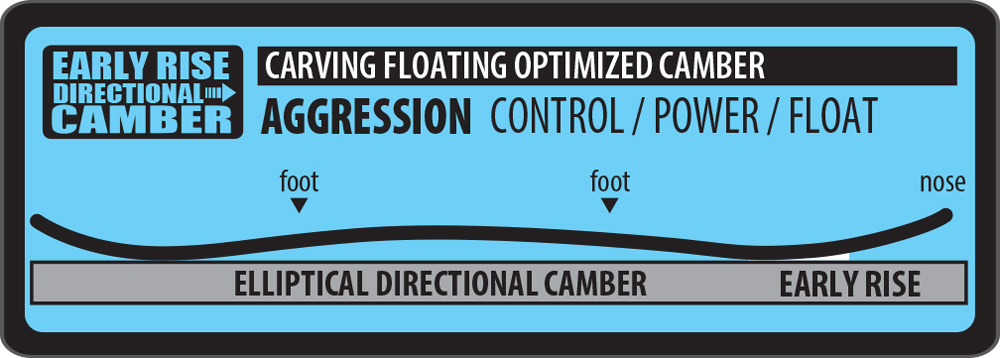 EARLY RISE
DIRECTIONAL
CAMBER
CARVING FLOATING OPTIMIZED CAMBER
AGGRESSION CONTROL / POWER / FLOAT
foot foot nose
ELLIPTICAL DIRECTIONAL CAMBER EARLY RISE